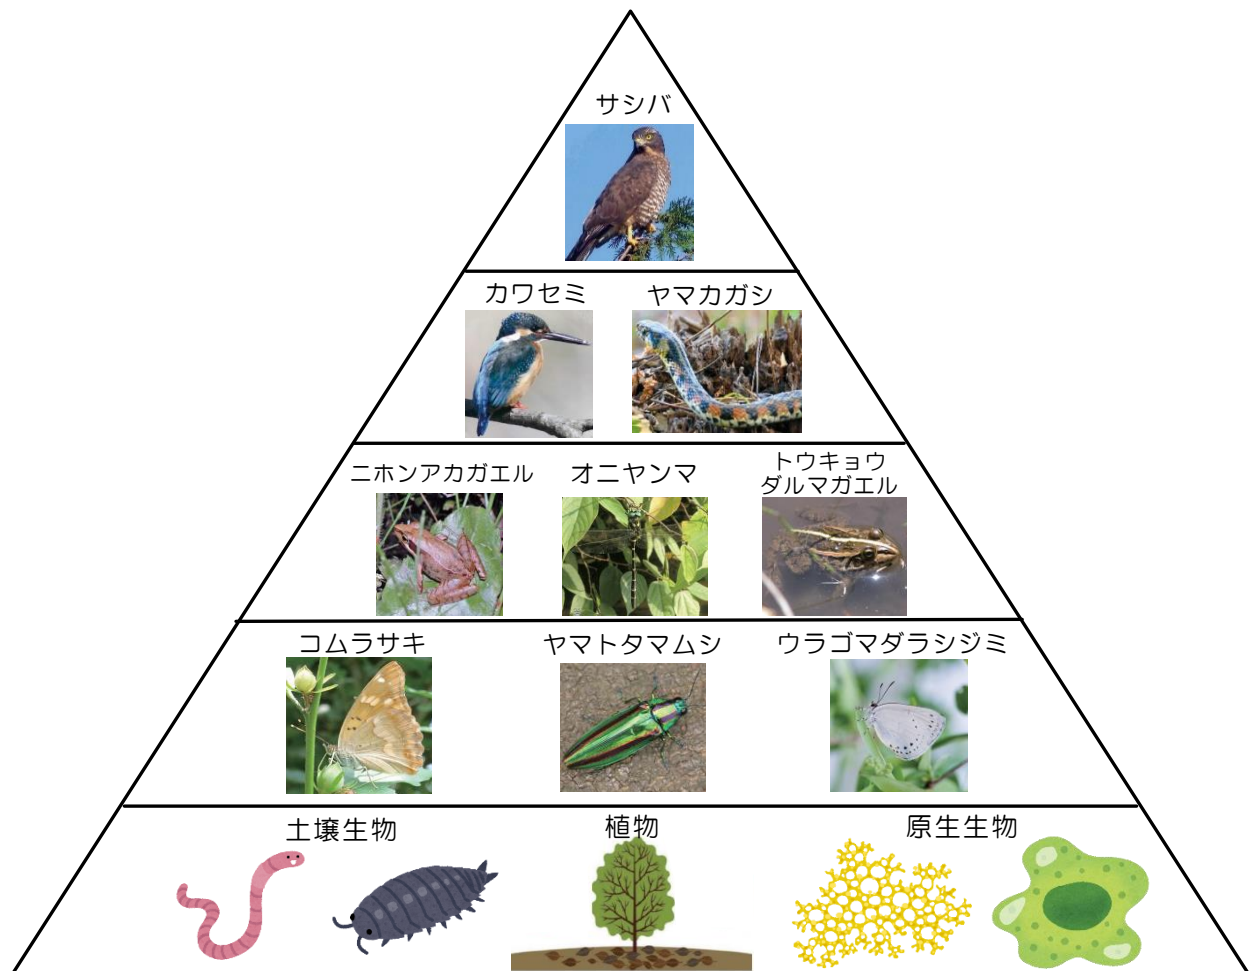 サシバ
カワセミ
ヤマカガシ
ニホンアカガエル
オニヤンマ
トウキョウ
ダルマガエル
コムラサキ
ヤマトタマムシ
ウラゴマダラシジミ
土壌生物
植物
原生生物